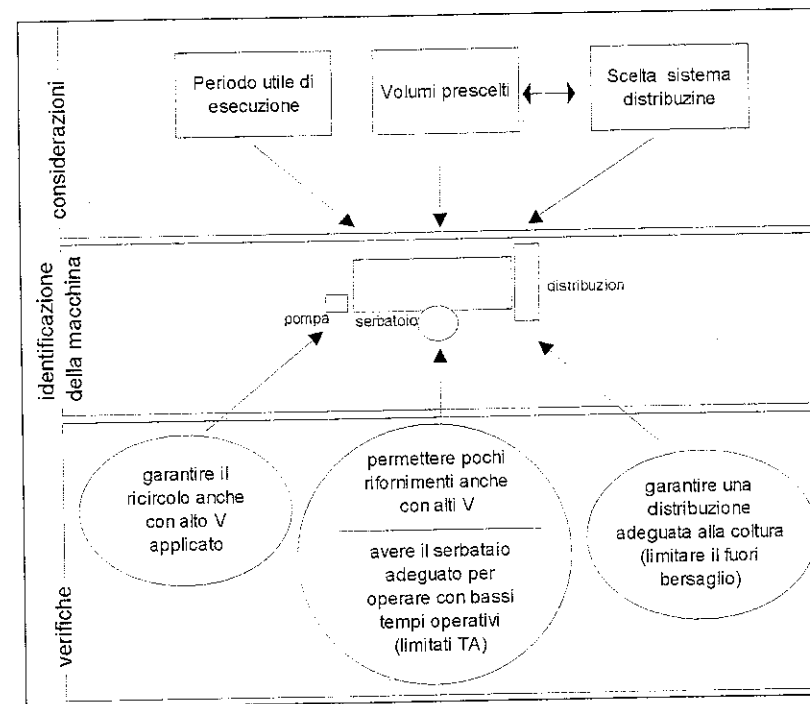 considerazioni
Periodo utile di
esecuzione
Volumi prescelti
Scelta sistema
distribuzine
identificazione
della macchina
pompa
serbatoio
distribuzion
verifiche
garantire il
ricircolo anche
con alto V
applicato
permettere pochi
rifornimenti anche
con alti V
avere il serbataio
adeguato per
operare con bassi
tempi operativi
(limitati TA)
garantire una
distribuzione
adeguata alla coltura
(limitare il fuori
bersaglio)